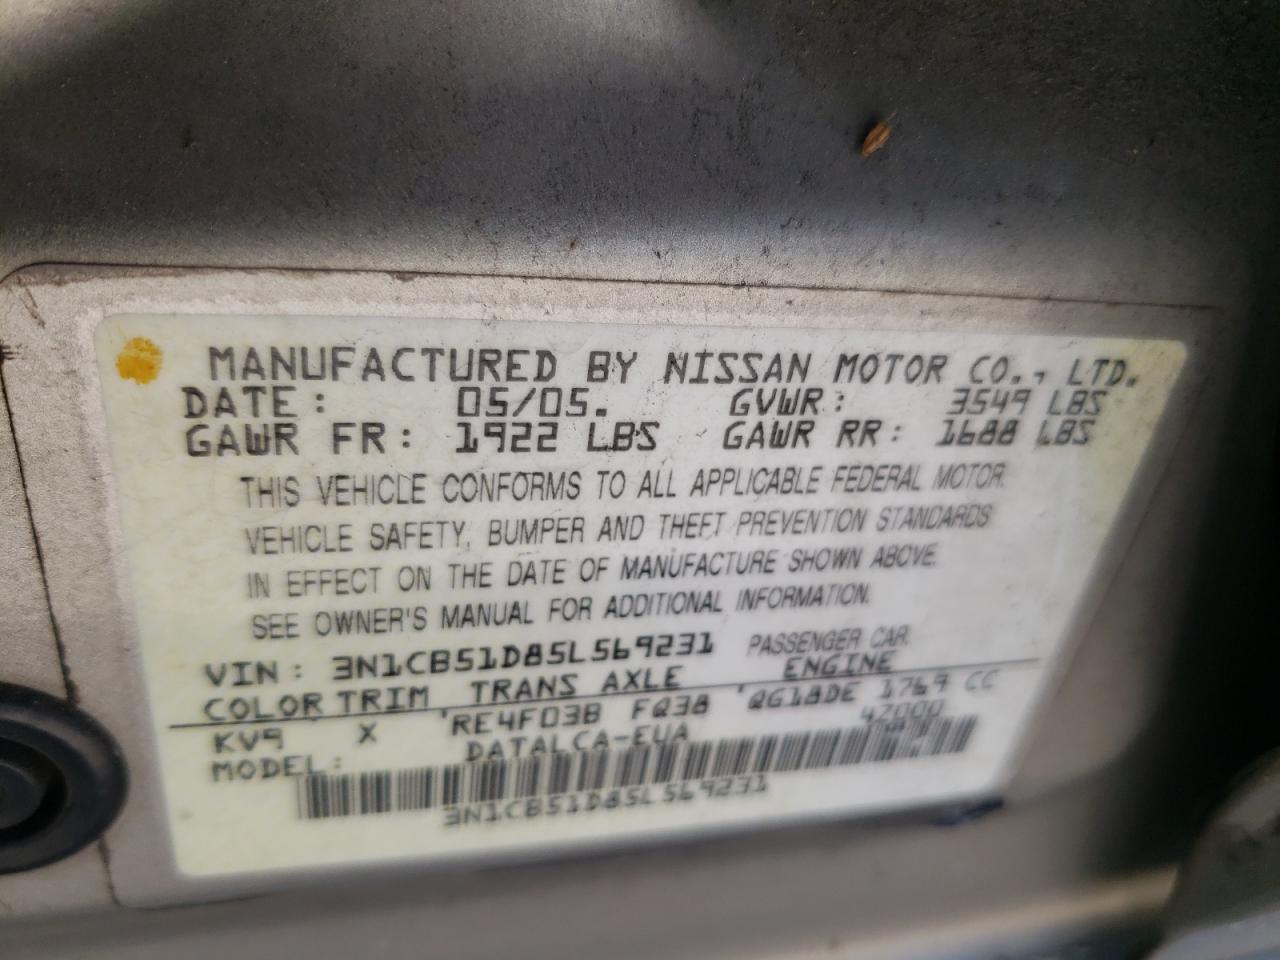 MANUFACTURED BY NISSAN MOTOR CO., LTD.
DATE: 05/05. GVWR: 3549 LBS
GAWR FR: 1922 LBS GAWR RR: 1688 LBS
THIS VEHICLE CONFORMS TO ALL APPLICABLE FEDERAL MOTOR
VEHICLE SAFETY, BUMPER AND THEFT PREVENTION STANDARDS
IN EFFECT ON THE DATE OF MANUFACTURE SHOWN ABOVE.
SEE OWNER'S MANUAL FOR ADDITIONAL INFORMATION.
VIN: 3N1CB51D85L569231 PASSENGER CAR
COLOR TRIM TRANS AXLE ENGINE
KV9 X 'RE4F03B FQ38 'QG18DE 1769 CC
MODEL: DATALCA-EUA 47000
3N1CB51D85L569231